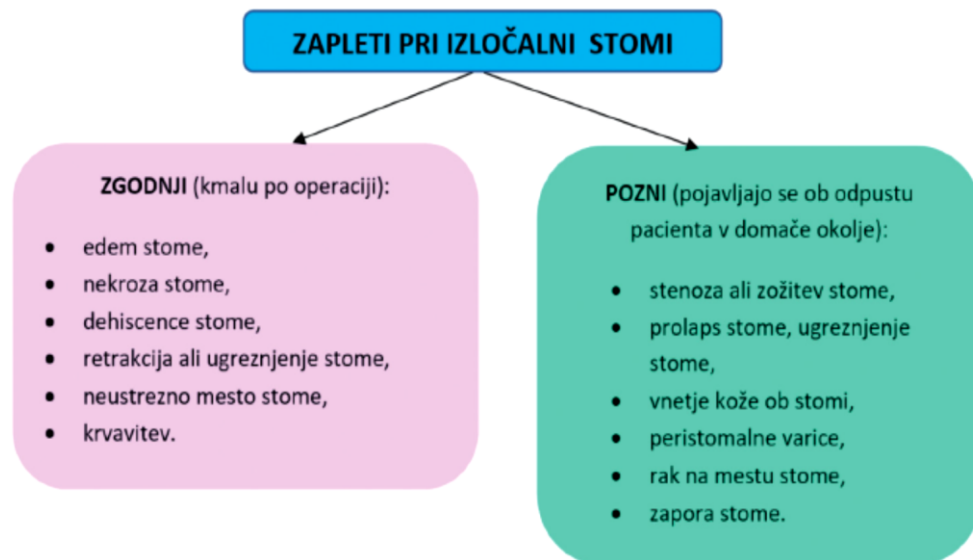 ZAPLETI PRI IZLOČALNI STOMI
ZGODNJI (kmalu po operaciji):
• edem stome,
• nekroza stome,
• dehiscence stome,
• retrakcija ali ugreznjenje stome,
• neustrezno mesto stome,
• krvavitev.
POZNI (pojavljajo se ob odpustu
pacienta v domače okolje):
• stenoza ali zožitev stome,
• prolaps stome, ugreznjenje
stome,
• vnetje kože ob stomi,
• peristomalne varice,
• rak na mestu stome,
• zapora stome.